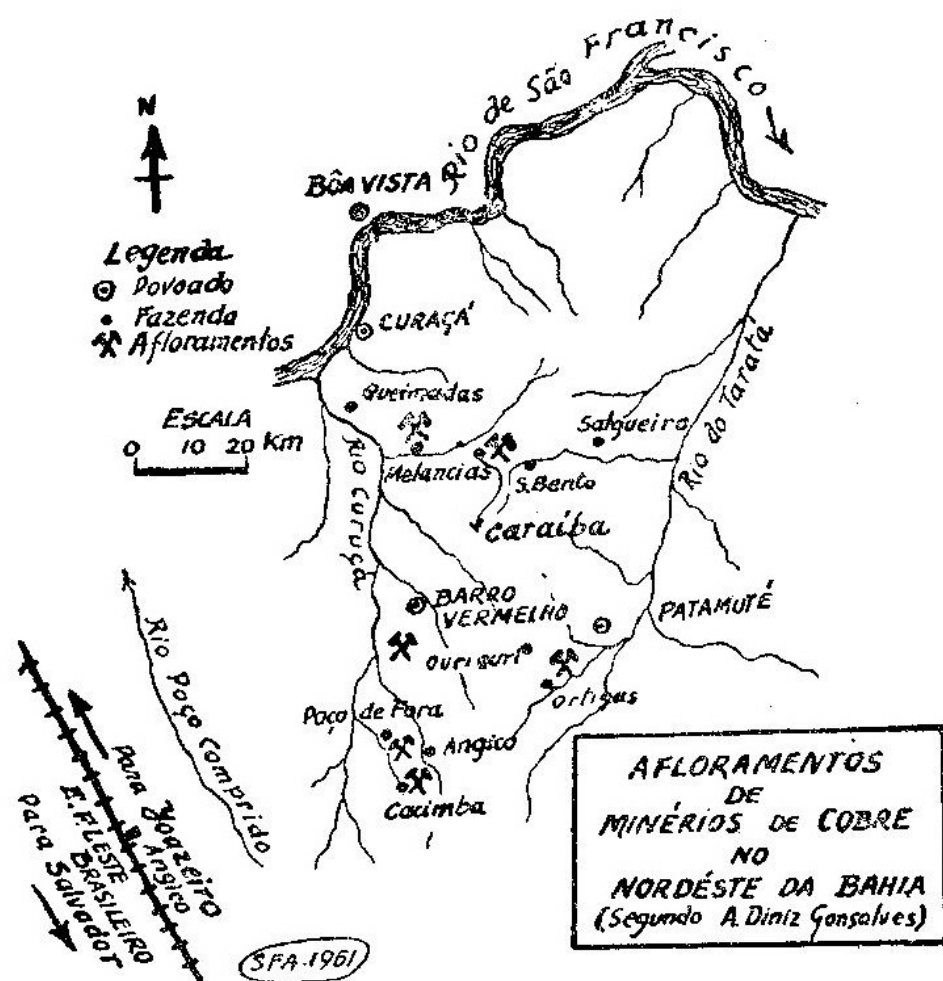 Rio de São Francisco
N
BÔA VISTA
Legenda
Povoado
Fazenda
Afloramentos
CURAÇÁ
Queimadas
ESCALA
0 10 20 Km
Salgueiro
Melancias
S. Bento
Caraíba
Rio Curuçá
Rio do Taratá
BARRO
VERMELHO
PATAMUTÉ
Ouricuri
Ortigas
Poço de Fora
Angico
Cacimba
Rio Poço Comprido
Para Joazeiro
Angico
E.F.LESTE
BRASILEIRO
Para Salvador
AFLORAMENTOS
DE
MINÉRIOS DE COBRE
NO
NORDÉSTE DA BAHIA
(Segundo A. Diniz Gonsalves)
SFA.1961